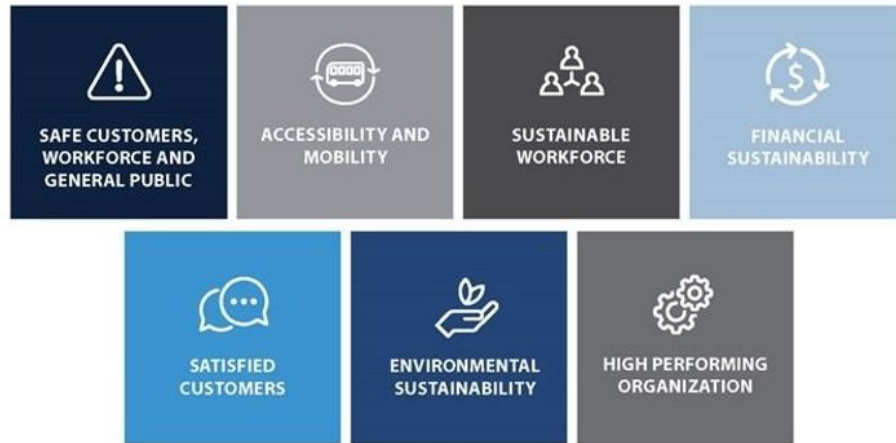 SAFE CUSTOMERS,
WORKFORCE AND
GENERAL PUBLIC
ACCESSIBILITY AND
MOBILITY
SUSTAINABLE
WORKFORCE
$
FINANCIAL
SUSTAINABILITY
SATISFIED
CUSTOMERS
ENVIRONMENTAL
SUSTAINABILITY
HIGH PERFORMING
ORGANIZATION